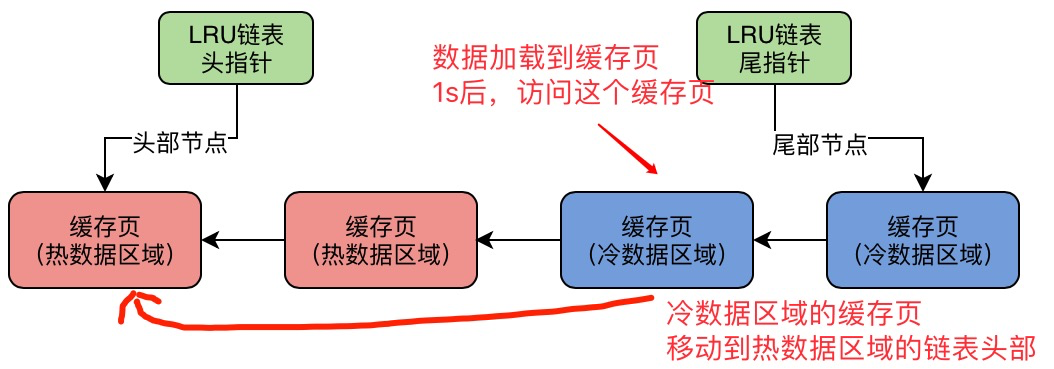 LRU链表
头指针
LRU链表
尾指针
数据加载到缓存页
1s后，访问这个缓存页
头部节点
尾部节点
缓存页
(热数据区域)
缓存页
(热数据区域)
缓存页
(冷数据区域)
缓存页
(冷数据区域)
冷数据区域的缓存页
移动到热数据区域的链表头部